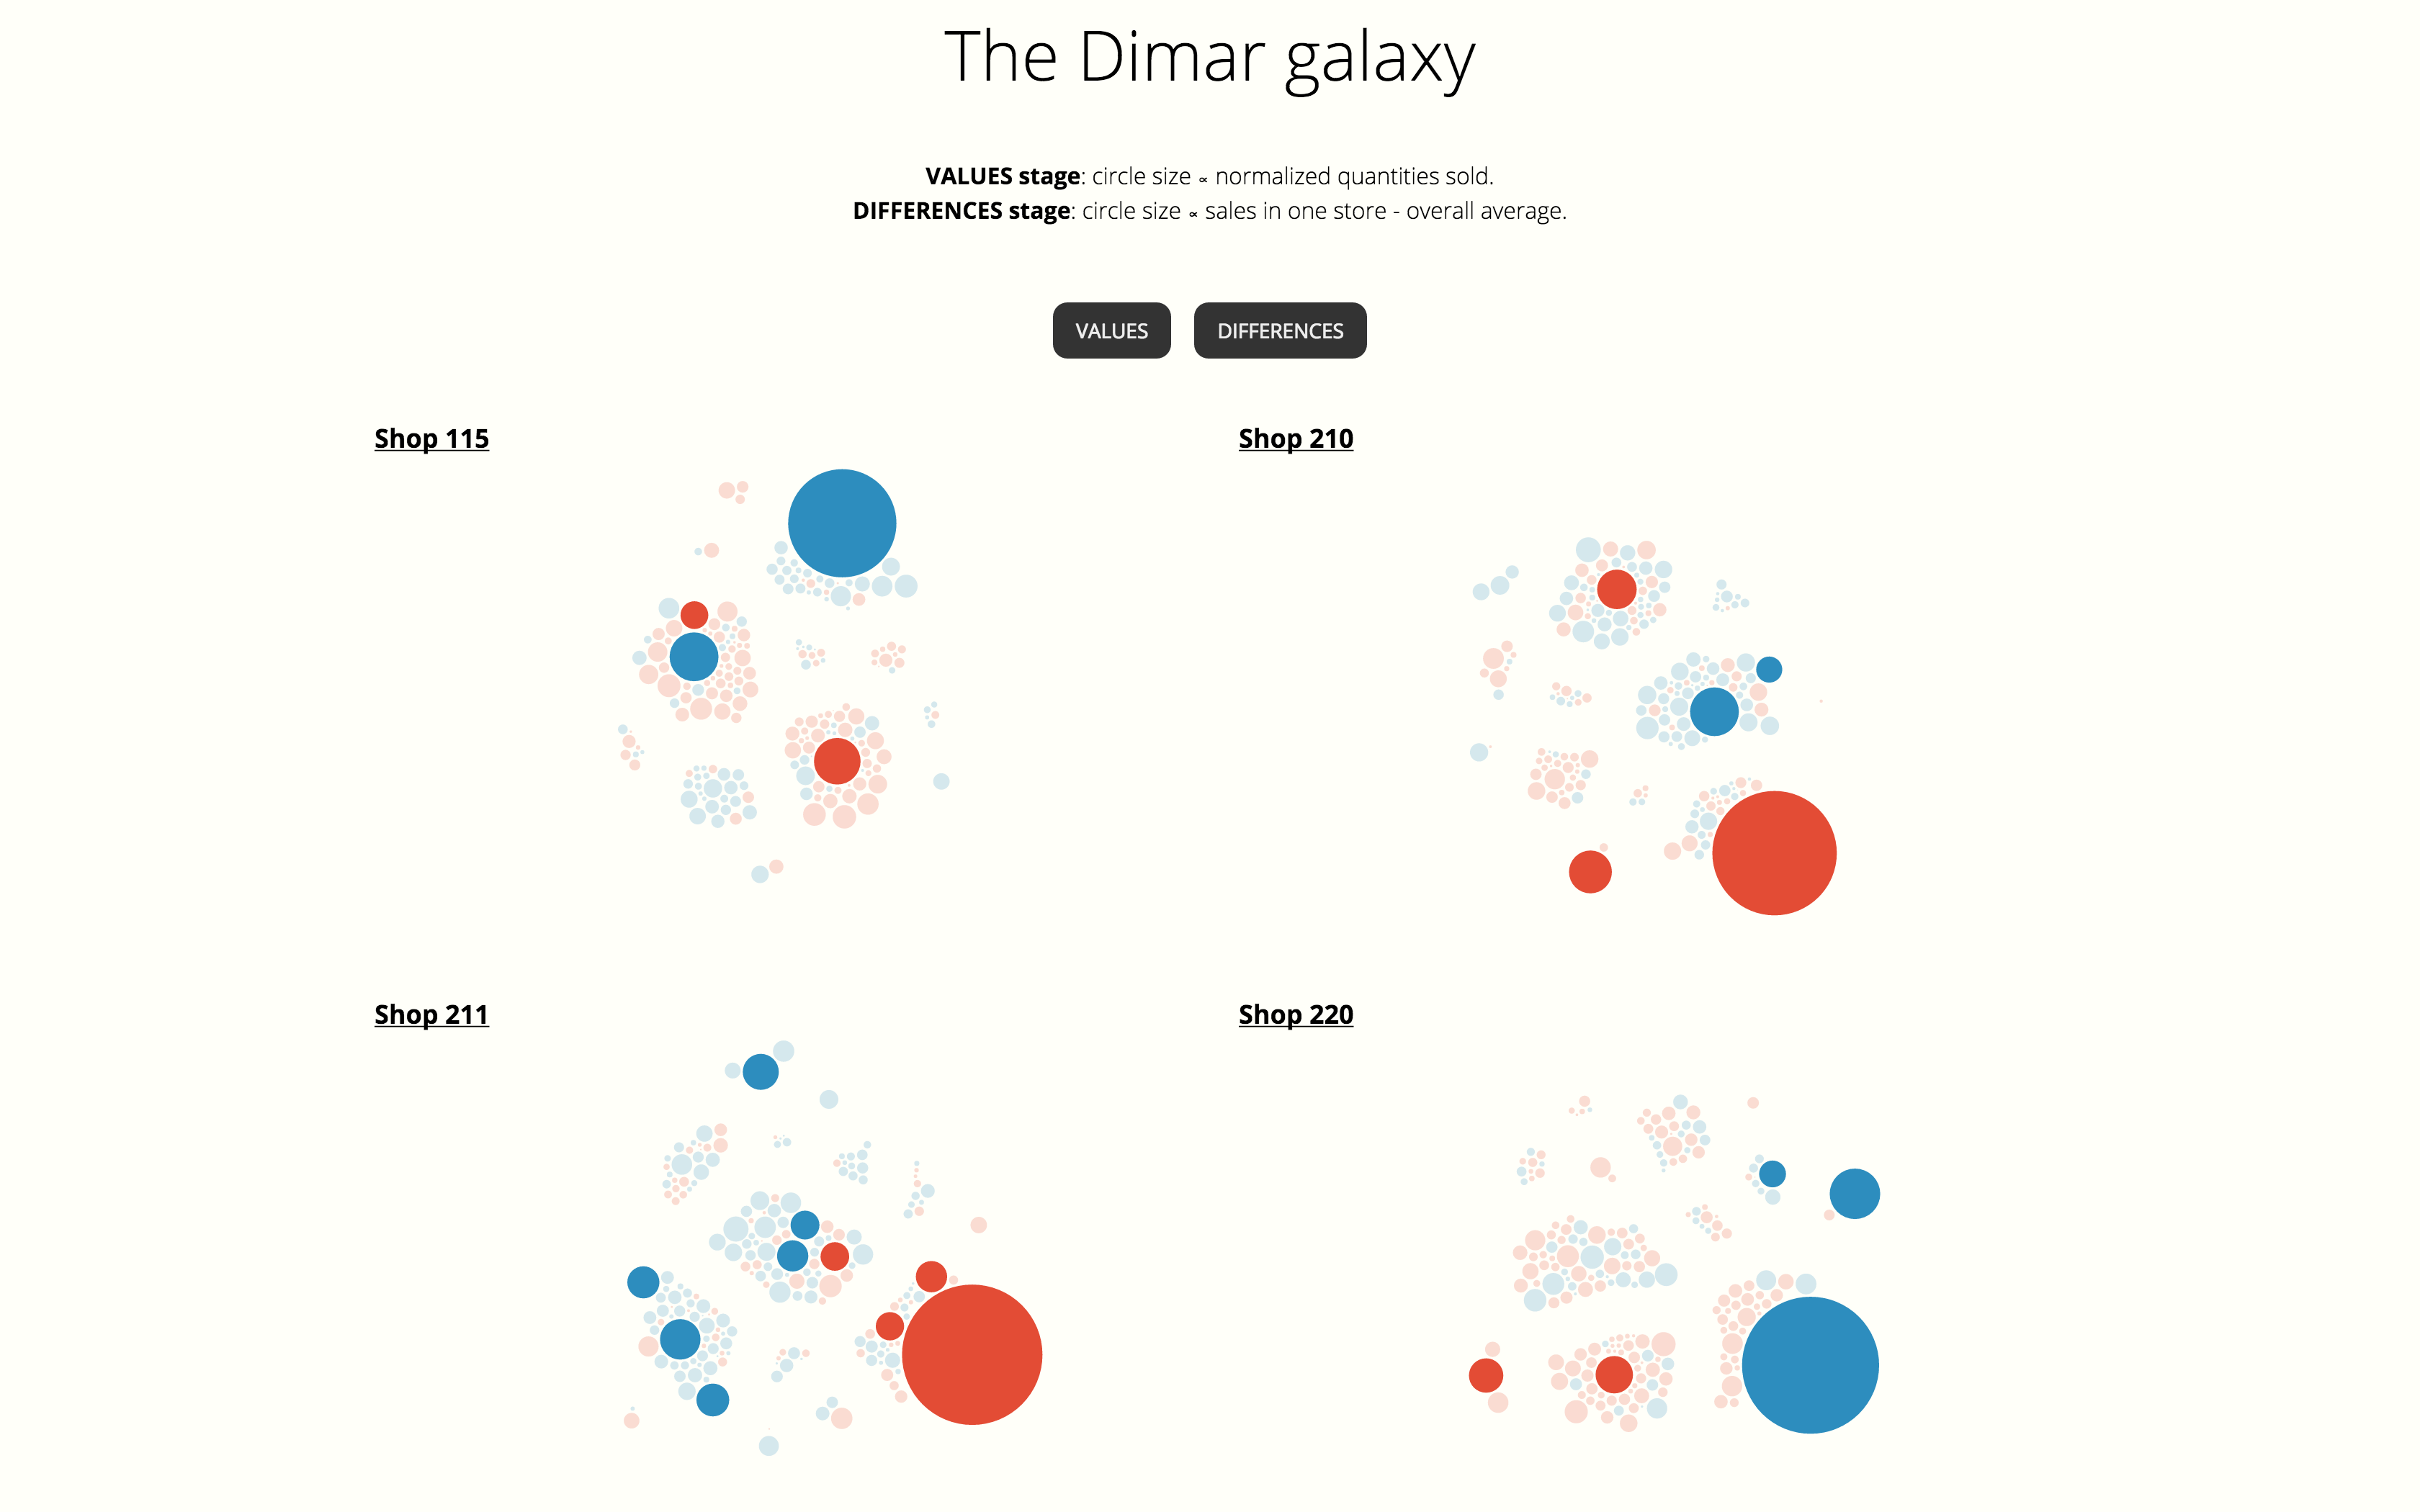 The Dimar galaxy
VALUES stage: circle size ∝ normalized quantities sold.
DIFFERENCES stage: circle size ∝ sales in one store - overall average.
VALUES DIFFERENCES
Shop 115 Shop 210
Shop 211 Shop 220